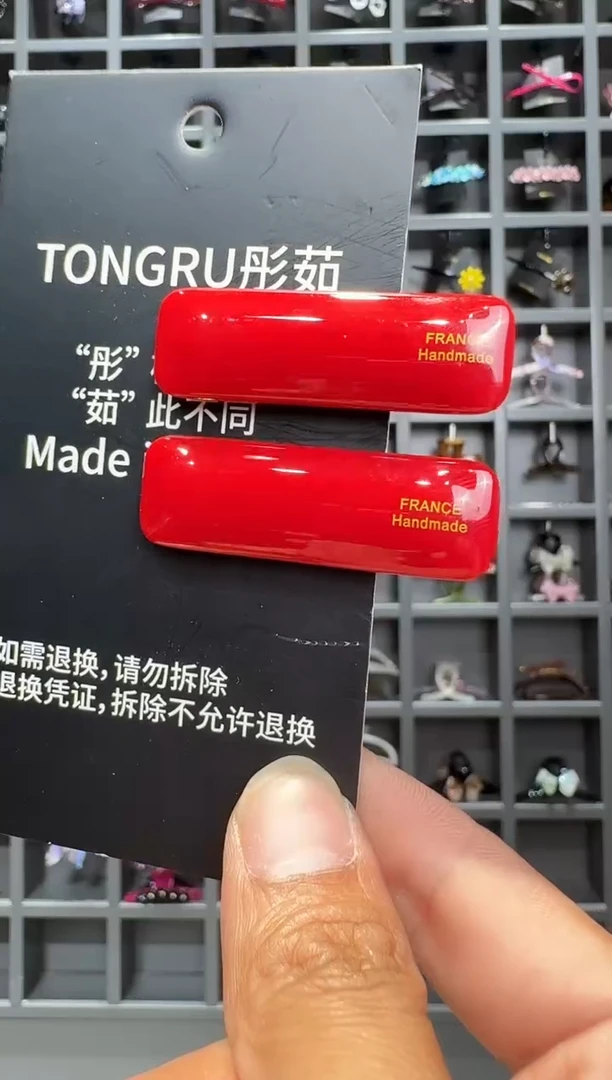 TONGRU彤茹
“彤”
“茹” 此不同
Made
FRANCE
Handmade
FRANCE
Handmade
如需退换,请勿拆除
退换凭证,拆除不允许退换